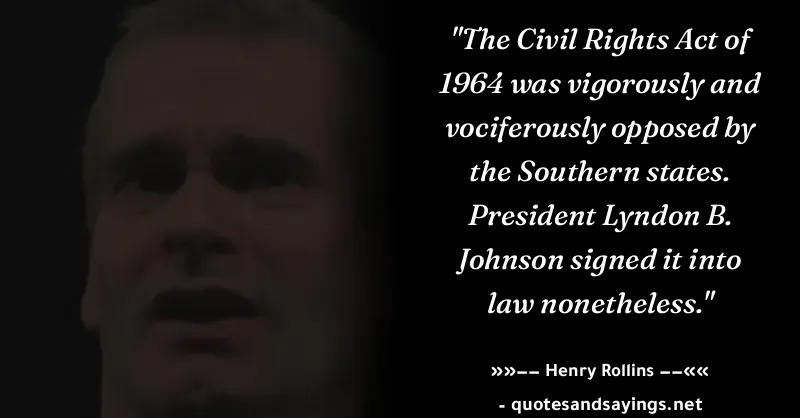 "The Civil Rights Act of
1964 was vigorously and
vociferously opposed by
the Southern states.
President Lyndon B.
Johnson signed it into
law nonetheless."
»»−− Henry Rollins −−««
- quotesandsayings.net